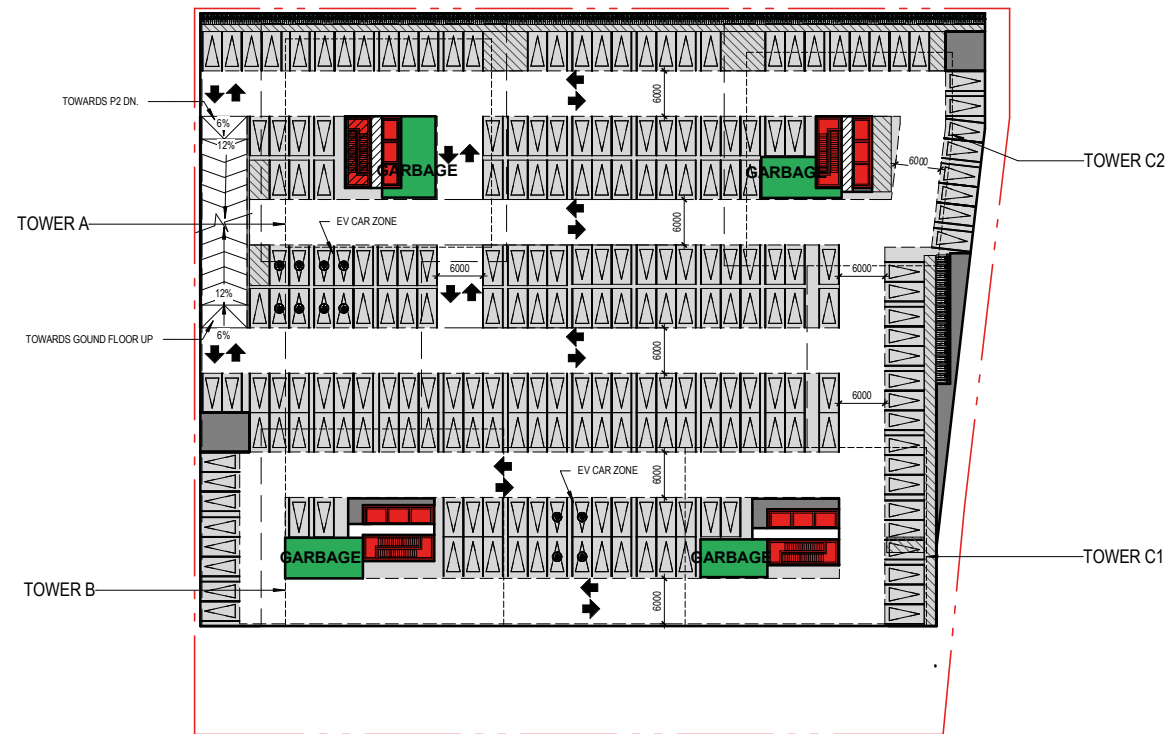 6000
TOWARDS P2 DN.
6%
12%
GARBAGE
GARBAGE
6000
TOWER C2
TOWER A
EV CAR ZONE
6000
6000
6000
12%
TOWARDS GOUND FLOOR UP
6%
6000
6000
6000
6000
EV CAR ZONE
GARBAGE
GARBAGE
TOWER C1
TOWER B
6000